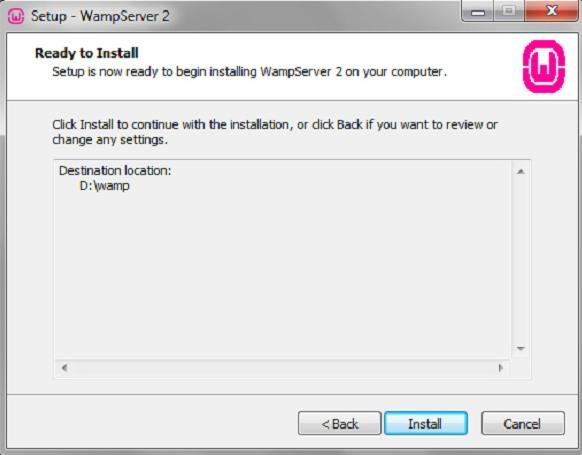 Setup - WampServer 2
Ready to Install
Setup is now ready to begin installing WampServer 2 on your computer.
Click Install to continue with the installation, or click Back if you want to review or
change any settings.
Destination location:
D:\wamp
< Back
Install
Cancel